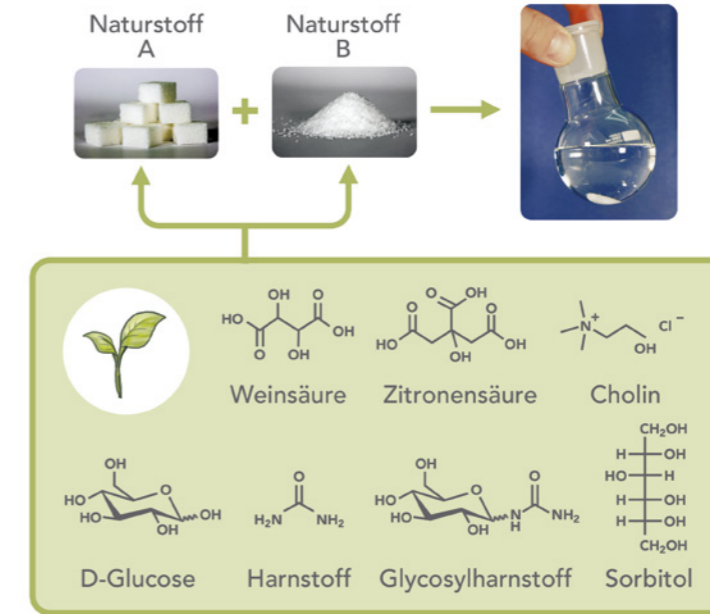 Naturstoff
A
Naturstoff
B
+
OH
O
HO
OH
O
OH
Weinsäure
O
OH
O
O
HO
OH
OH
Zitronensäure
N+
Cl −
OH
Cholin
OH
O
HO
HO
OH
OH
D-Glucose
O
H₂N
NH₂
Harnstoff
OH
O
O
HO
HO
OH
N
H
NH₂
Glycosylharnstoff
CH₂OH
H
OH
HO
H
H
OH
H
OH
CH₂OH
Sorbitol